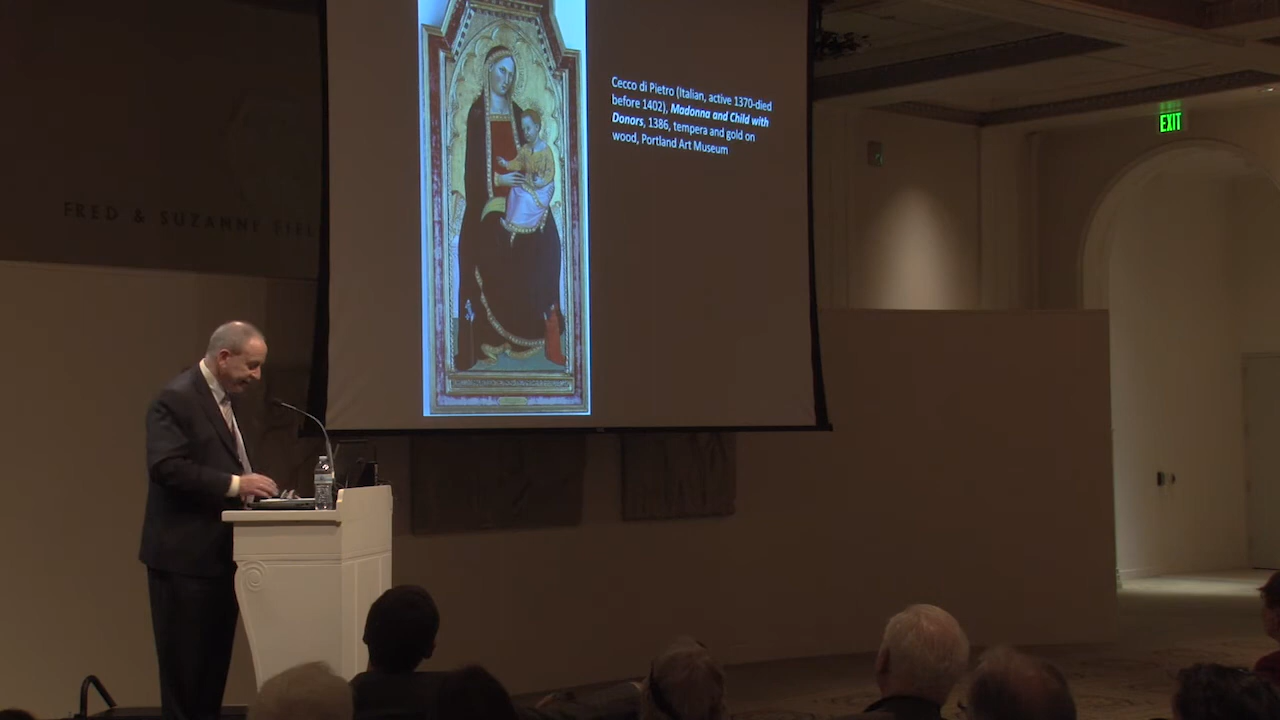 Cecco di Pietro (Italian, active 1370-died
before 1402), Madonna and Child with
Donors, 1386, tempera and gold on
wood, Portland Art Museum
EXIT
FRED & SUZANNE